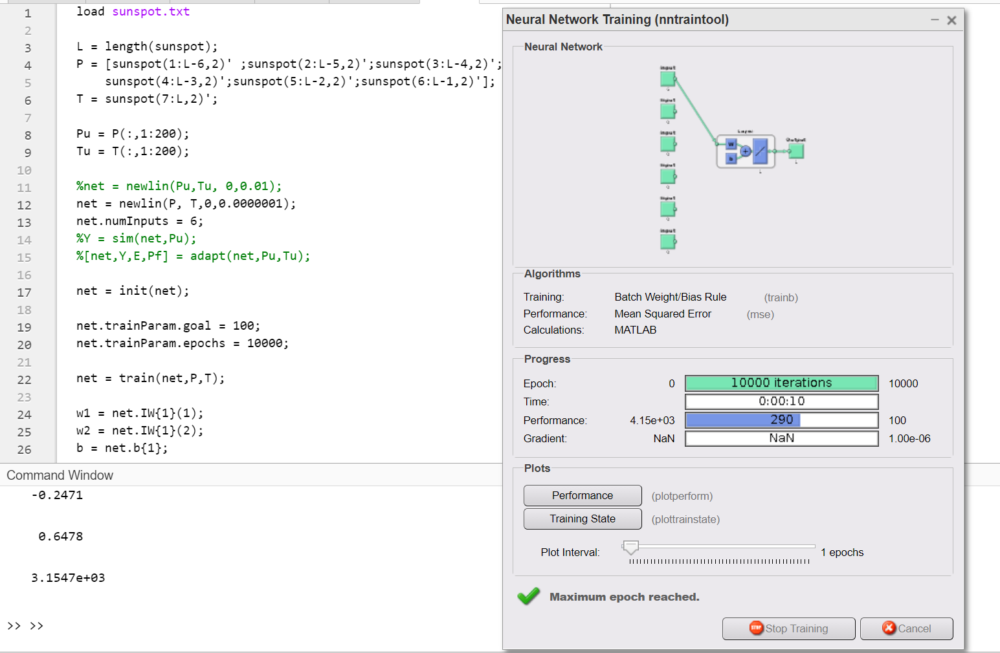 1 load sunspot.txt
2
3 L = length(sunspot);
4 P = [sunspot(1:L-6,2)' ;sunspot(2:L-5,2)';sunspot(3:L-4,2)';
5 sunspot(4:L-3,2)';sunspot(5:L-2,2)';sunspot(6:L-1,2)'];
6 T = sunspot(7:L,2)';
7
8 Pu = P(:,1:200);
9 Tu = T(:,1:200);
10
11 %net = newlin(Pu,Tu, 0,0.01);
12 net = newlin(P, T,0,0.0000001);
13 net.numInputs = 6;
14 %Y = sim(net,Pu);
15 %[net,Y,E,Pf] = adapt(net,Pu,Tu);
16
17 net = init(net);
18
19 net.trainParam.goal = 100;
20 net.trainParam.epochs = 10000;
21
22 net = train(net,P,T);
23
24 w1 = net.IW{1}(1);
25 w2 = net.IW{1}(2);
26 b = net.b{1};
Command Window
-0.2471
0.6478
3.1547e+03
>> >>
Neural Network Training (nntraintool)
Neural Network
Input
Input
Input
Input
Input
Input
Layer
W
b
+
Output
Algorithms
Training: Batch Weight/Bias Rule (trainb)
Performance: Mean Squared Error (mse)
Calculations: MATLAB
Progress
Epoch: 0 10000 iterations 10000
Time: 0:00:10
Performance: 4.15e+03 290 100
Gradient: NaN NaN 1.00e-06
Plots
Performance (plotperform)
Training State (plottrainstate)
Plot Interval: 1 epochs
Maximum epoch reached.
STOP Stop Training
Cancel